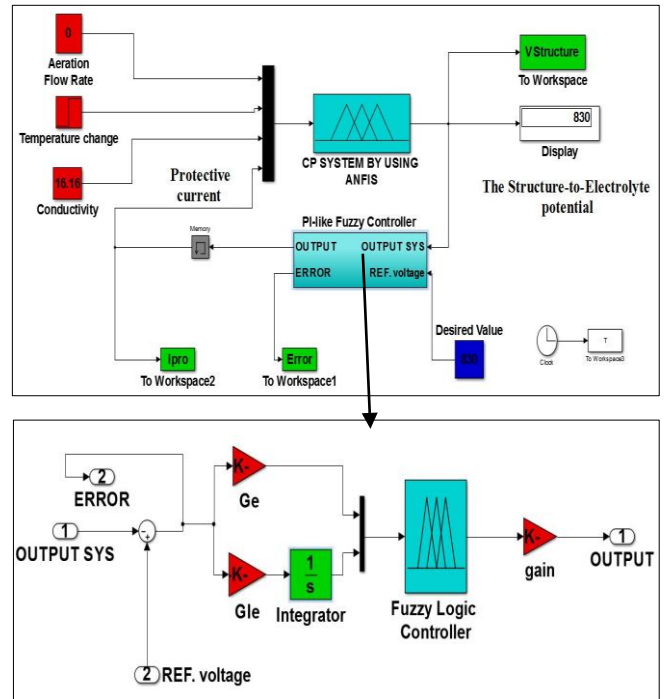 0
Aeration
Flow Rate
Temperature change
16.16
Conductivity
Protective
current
CP SYSTEM BY USING
ANFIS
VStructure
To Workspace
830
Display
The Structure-to-Electrolyte
potential
PI-like Fuzzy Controller
Memory
OUTPUT
OUTPUT SYS
ERROR
REF. voltage
Desired Value
Ipro
To Workspace2
Error
To Workspace1
Clock
T
To Workspace3
2
ERROR
1
OUTPUT SYS
K-
Ge
K-
GIe
1
s
Integrator
Fuzzy Logic
Controller
K-
gain
1
OUTPUT
2
REF. voltage